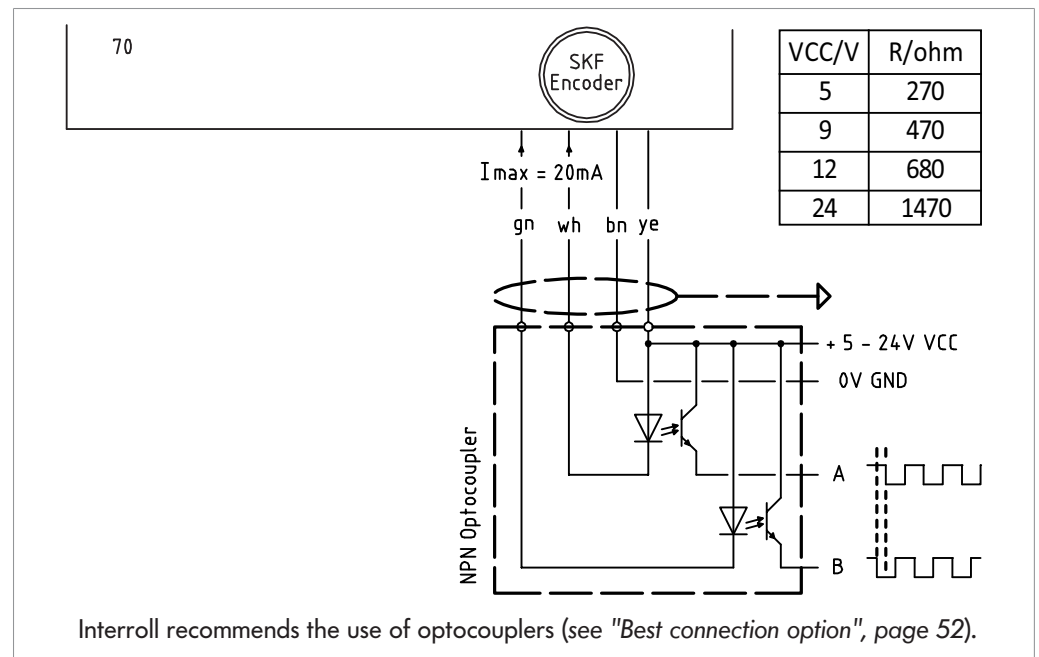 70
SKF
Encoder
VCC/V R/ohm
5 270
9 470
12 680
24 1470
Imax = 20mA
gn wh bn ye
+ 5 - 24V VCC
0V GND
NPN Optocoupler
A
B
Interroll recommends the use of optocouplers (see "Best connection option", page 52).